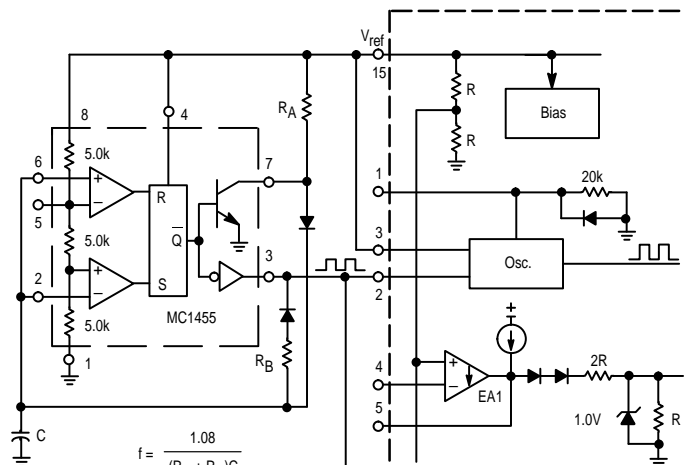 Vref
15
R
R
Bias
RA
8
4
5.0k
6
7
R
5
Q
5.0k
3
2
S
MC1455
5.0k
RB
1
C
f = 1.08
1
20k
3
Osc.
2
+
4
EA1
2R
5
1.0V
R